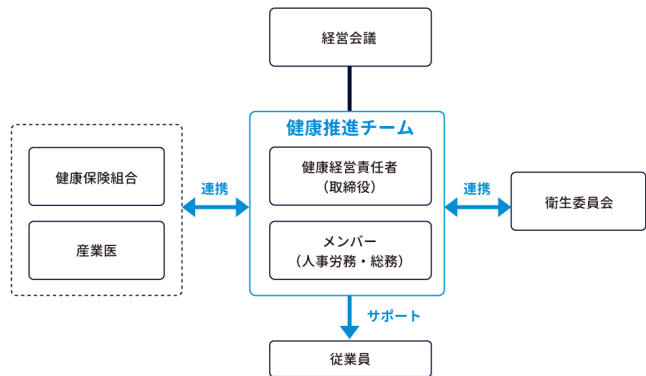 経営会議
健康推進チーム
健康保険組合
産業医
連携
健康経営責任者
（取締役）
メンバー
（人事労務・総務）
連携
衛生委員会
サポート
従業員